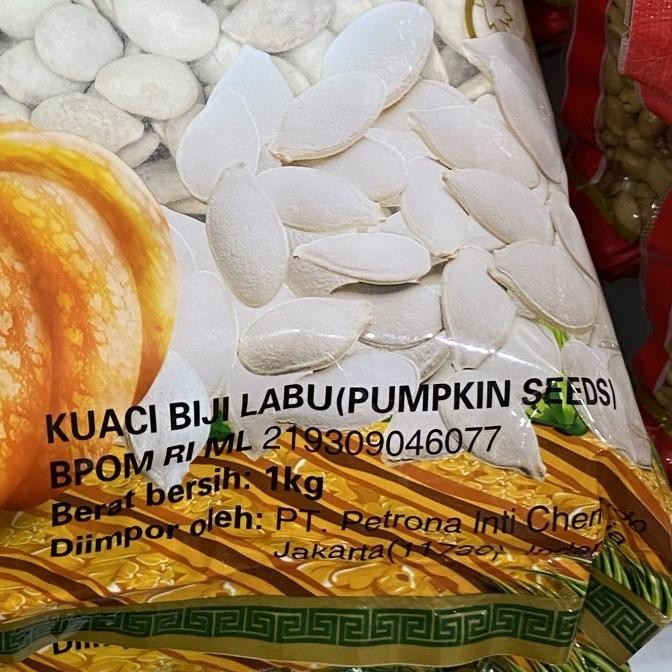 KUACI BIJI LABU(PUMPKIN SEEDS)
BPOM RI ML 219309046077
Berat bersih: 1kg
Diimpor oleh: PT. Petrona Inti
Jakarta